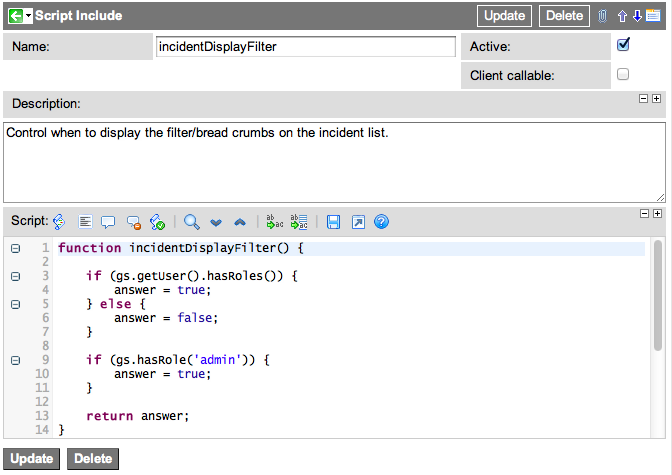 Script Include Update Delete
Name: incidentDisplayFilter Active:
Client callable:
Description:
Control when to display the filter/bread crumbs on the incident list.
Script:
1 function incidentDisplayFilter() {
2
3     if (gs.getUser().hasRoles()) {
4         answer = true;
5     } else {
6         answer = false;
7     }
8
9     if (gs.hasRole('admin')) {
10         answer = true;
11     }
12
13     return answer;
14 }
Update Delete